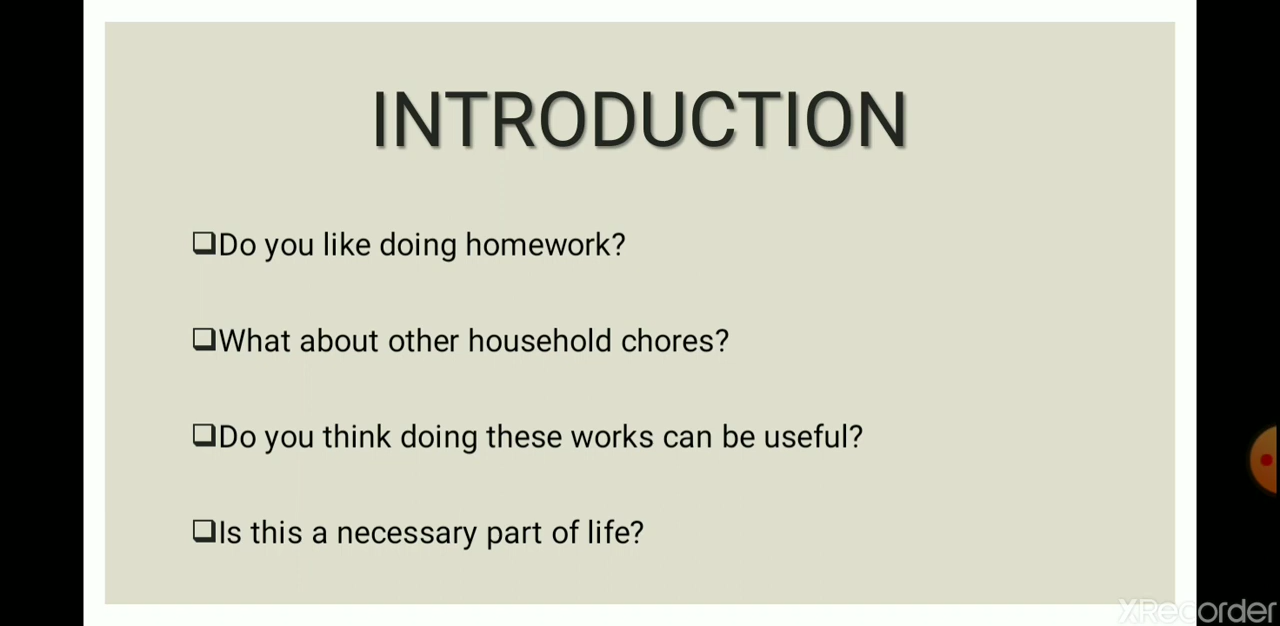 INTRODUCTION
❑Do you like doing homework?
❑What about other household chores?
❑Do you think doing these works can be useful?
❑Is this a necessary part of life?
XRecorder